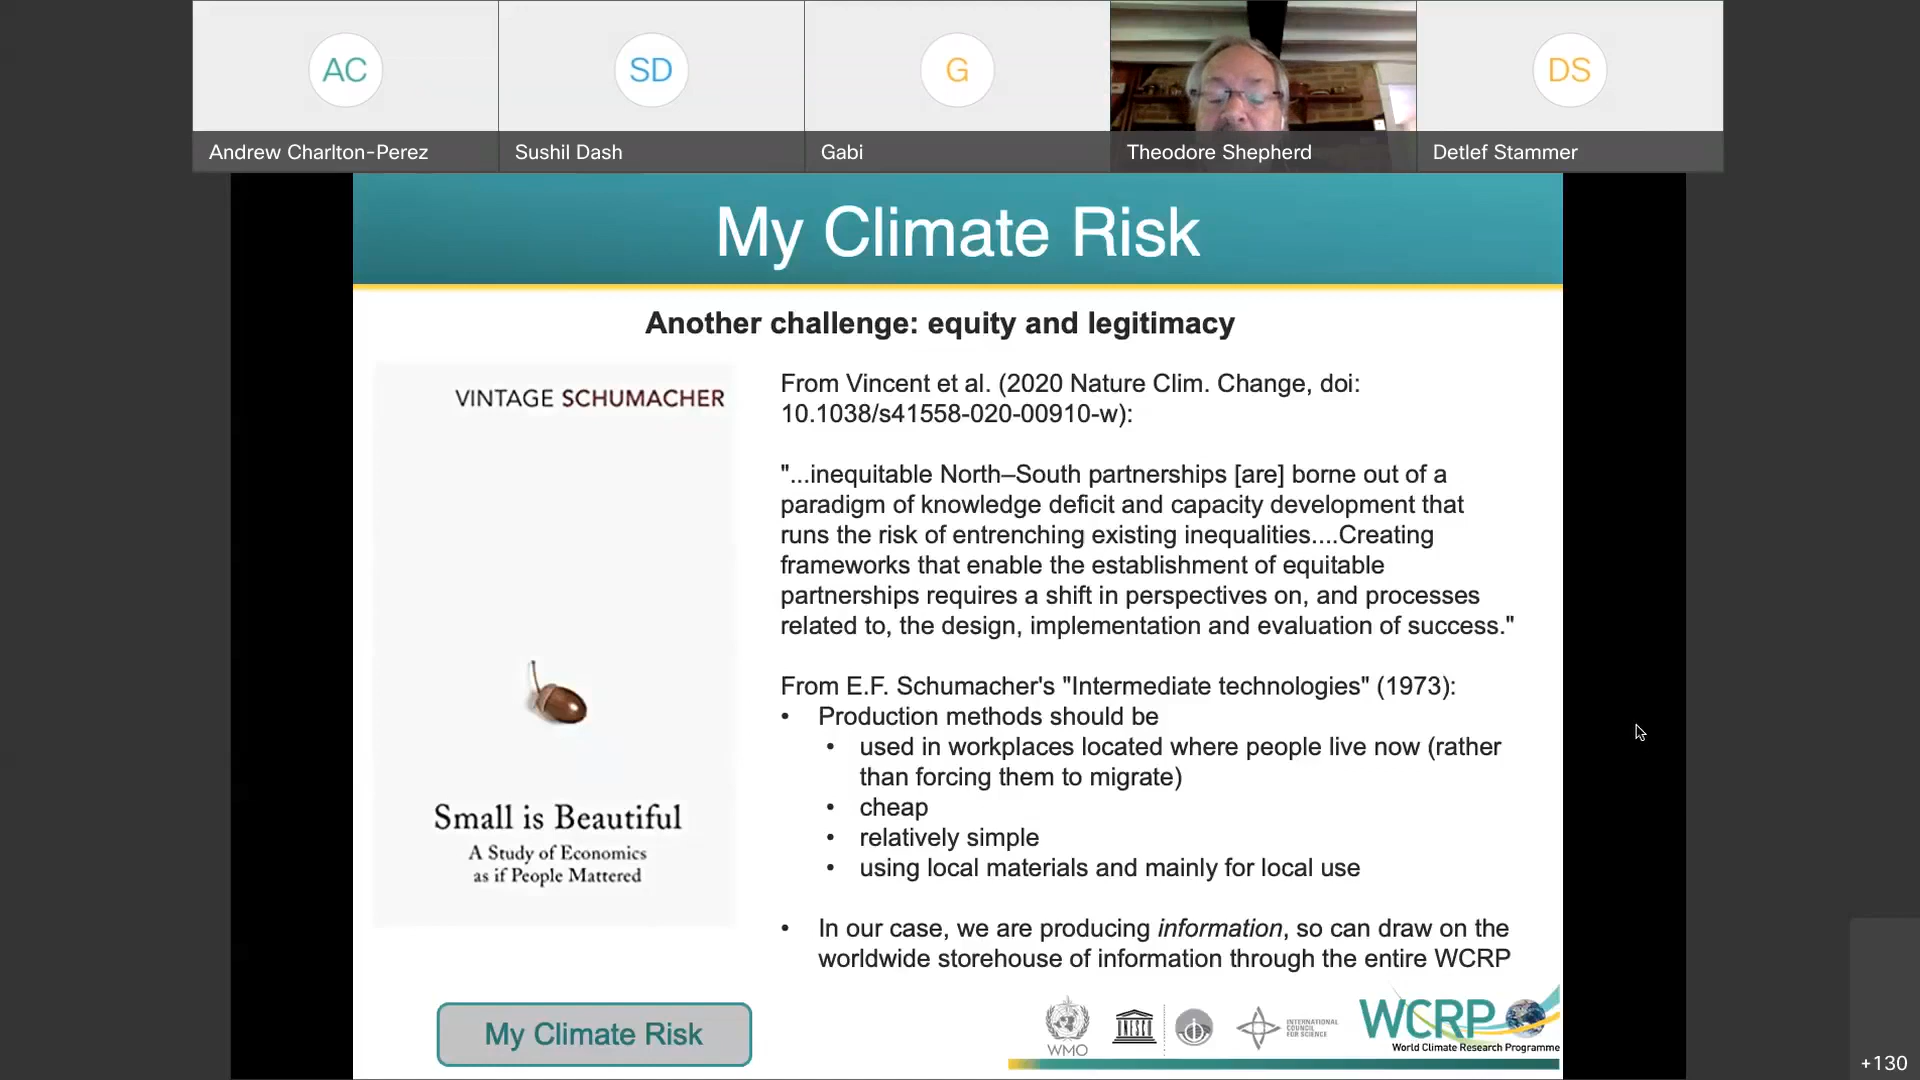 AC
SD
G
DS
Andrew Charlton-Perez
Sushil Dash
Gabi
Theodore Shepherd
Detlef Stammer
My Climate Risk
Another challenge: equity and legitimacy
VINTAGE SCHUMACHER
Small is Beautiful
A Study of Economics
as if People Mattered
From Vincent et al. (2020 Nature Clim. Change, doi:
10.1038/s41558-020-00910-w):
"...inequitable North–South partnerships [are] borne out of a
paradigm of knowledge deficit and capacity development that
runs the risk of entrenching existing inequalities....Creating
frameworks that enable the establishment of equitable
partnerships requires a shift in perspectives on, and processes
related to, the design, implementation and evaluation of success."
From E.F. Schumacher's "Intermediate technologies" (1973):
• Production methods should be
• used in workplaces located where people live now (rather
than forcing them to migrate)
• cheap
• relatively simple
• using local materials and mainly for local use
• In our case, we are producing information, so can draw on the
worldwide storehouse of information through the entire WCRP
My Climate Risk
WMO
UNESCO
INTERNATIONAL
COUNCIL
FOR SCIENCE
WCRP
World Climate Research Programme
+130